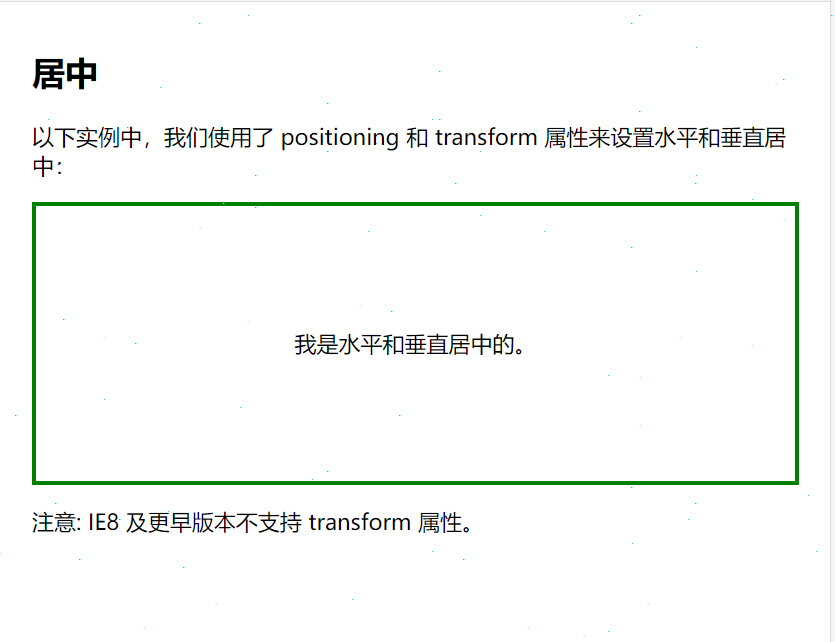 居中
以下实例中，我们使用了 positioning 和 transform 属性来设置水平和垂直居
中：
我是水平和垂直居中的。
注意: IE8 及更早版本不支持 transform 属性。